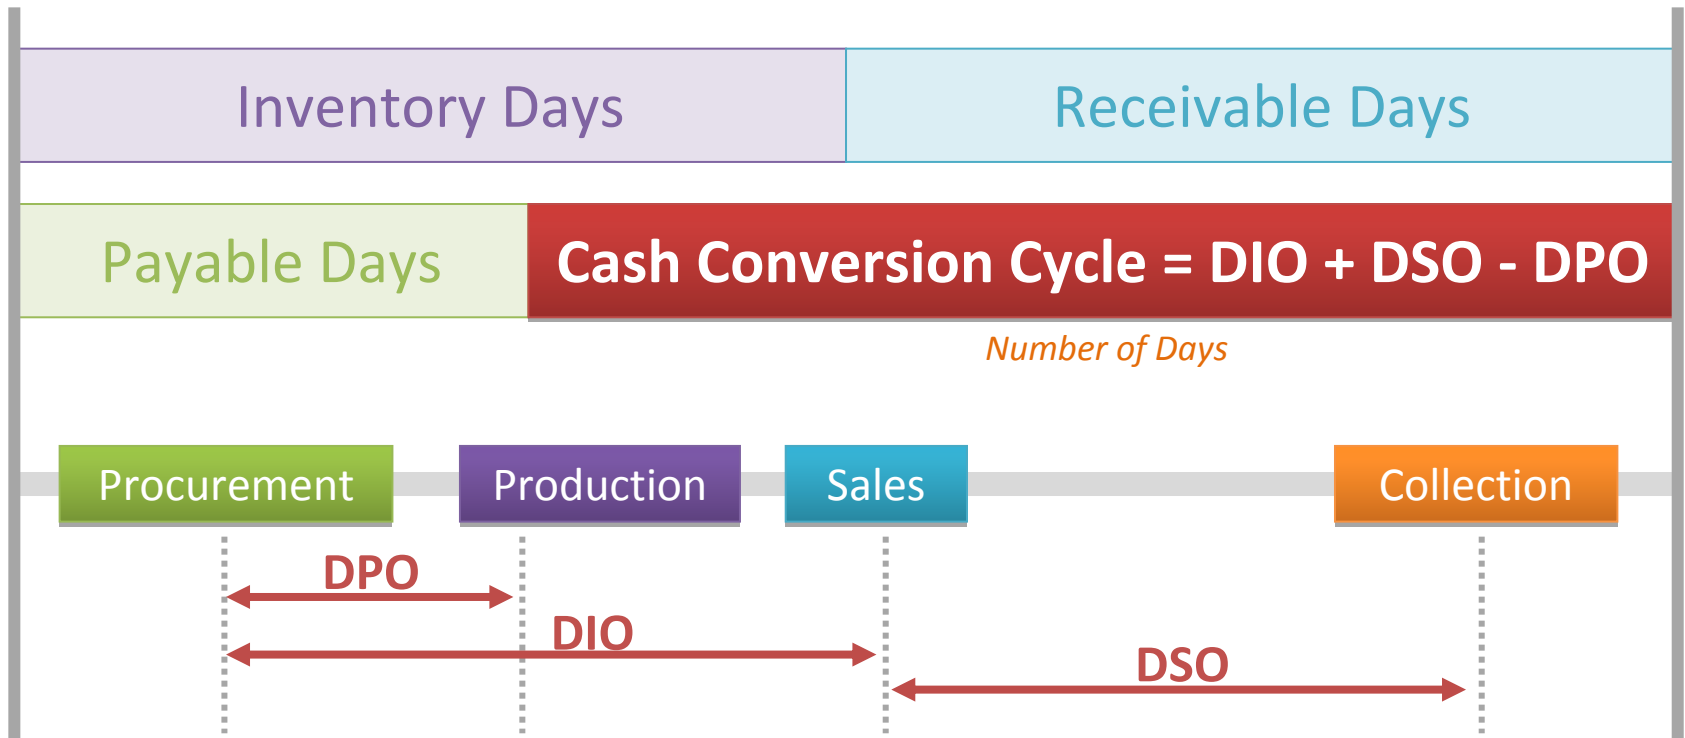 Inventory Days
Receivable Days
Payable Days
Cash Conversion Cycle = DIO + DSO - DPO
Number of Days
Procurement
Production
Sales
Collection
DPO
DIO
DSO